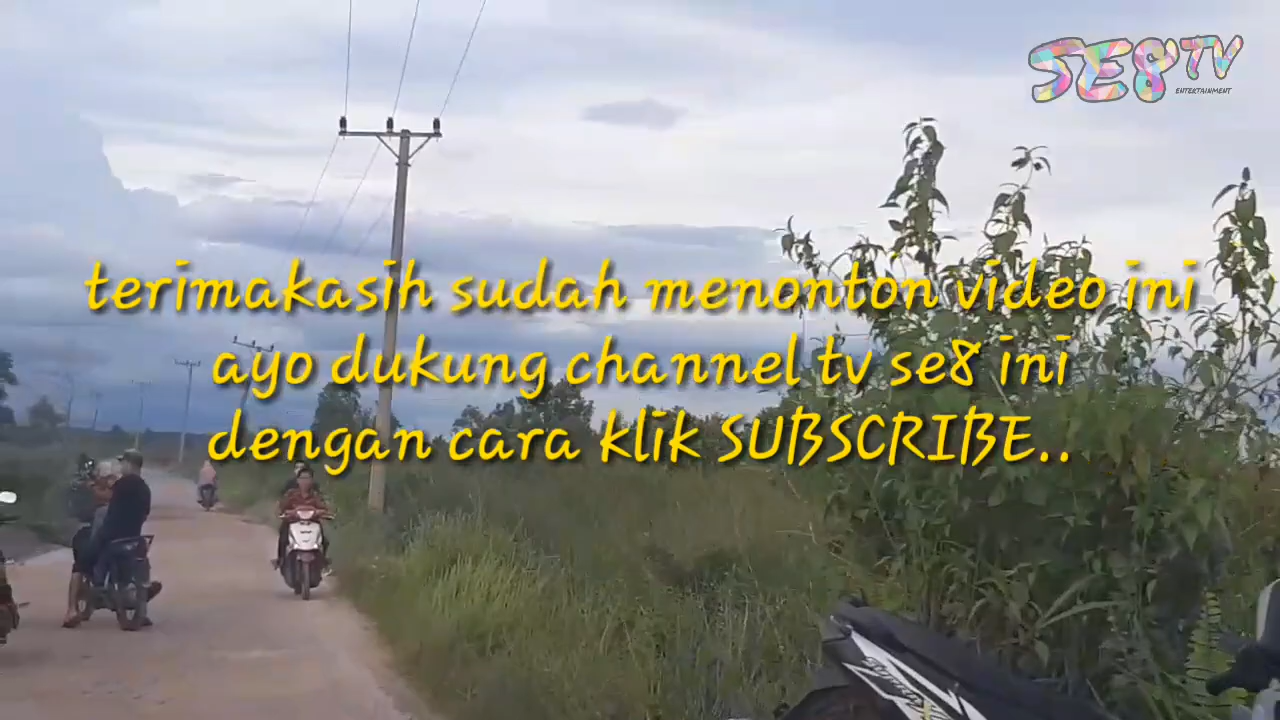 SE8TV
ENTERTAINMENT
terimakasih sudah menonton video ini
ayo dukung channel tv se8 ini
dengan cara klik SUBSCRIBE..